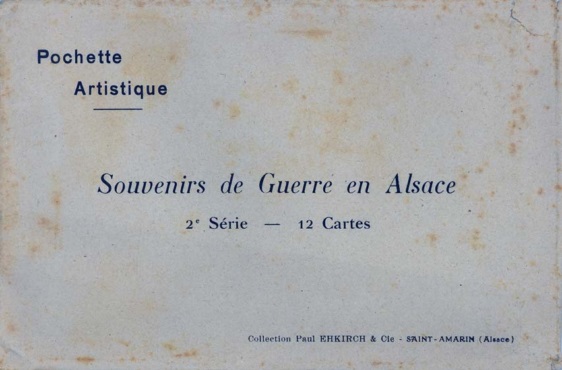 Pochette
Artistique
Souvenirs de Guerre en Alsace
2e Série — 12 Cartes
Collection Paul EHKIRCH & Cie - SAINT-AMARIN (Alsace)